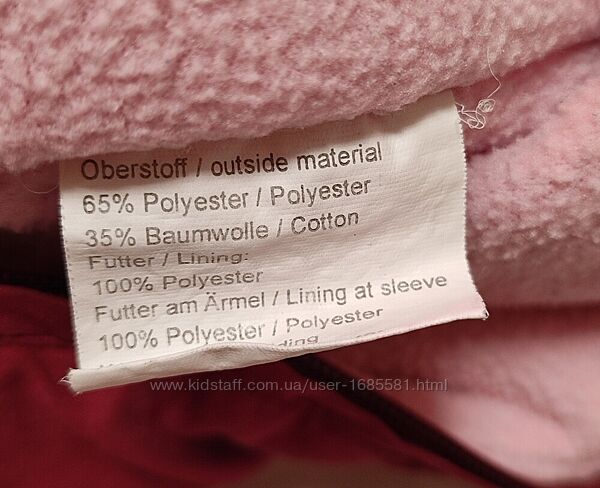 Oberstoff / outside material
65% Polyester / Polyester
35% Baumwolle / Cotton
Futter / Lining:
100% Polyester
Futter am Ärmel / Lining at sleeve
100% Polyester / Polyester
www.kidstaff.com.ua/user-1685581.html